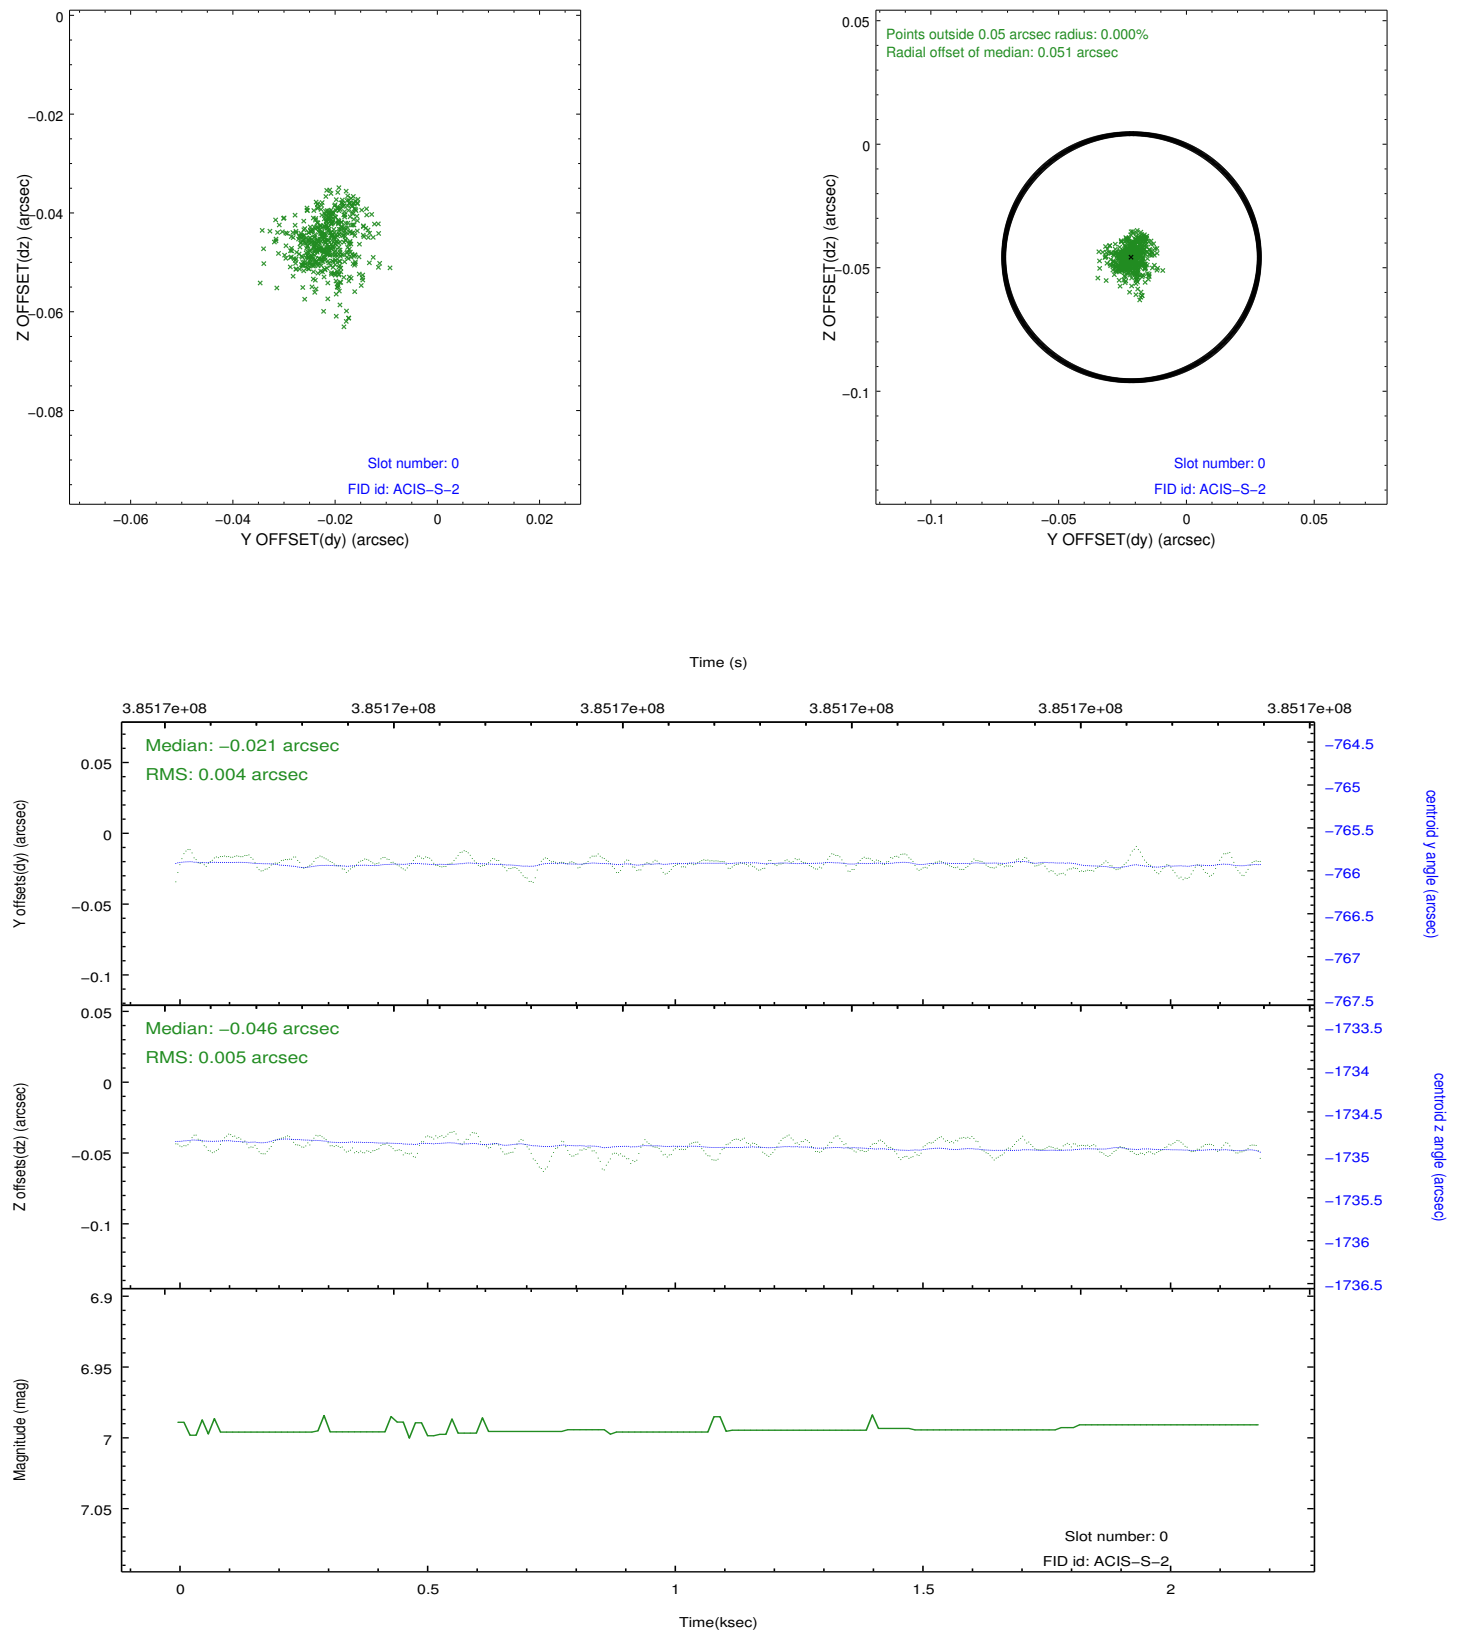 0
−0.02
−0.04
−0.06
−0.08
Z OFFSET(dz) (arcsec)
Slot number: 0
FID id: ACIS−S−2
−0.06 −0.04 −0.02 0 0.02
Y OFFSET(dy) (arcsec)
Points outside 0.05 arcsec radius: 0.000%
Radial offset of median: 0.051 arcsec
0.05
0
−0.05
−0.1
Z OFFSET(dz) (arcsec)
Slot number: 0
FID id: ACIS−S−2
−0.1 −0.05 0 0.05
Y OFFSET(dy) (arcsec)
Time (s)
3.8517e+08 3.8517e+08 3.8517e+08 3.8517e+08 3.8517e+08 3.8517e+08
Median: −0.021 arcsec
RMS: 0.004 arcsec
0.05
0
−0.05
−0.1
Y offsets(dy) (arcsec)
−764.5
−765
−765.5
−766
−766.5
−767
−767.5
centroid y angle (arcsec)
Median: −0.046 arcsec
RMS: 0.005 arcsec
0.05
0
−0.05
−0.1
Z offsets(dz) (arcsec)
−1733.5
−1734
−1734.5
−1735
−1735.5
−1736
−1736.5
centroid z angle (arcsec)
6.9
6.95
7
7.05
Magnitude (mag)
Slot number: 0
FID id: ACIS−S−2
0 0.5 1 1.5 2
Time(ksec)